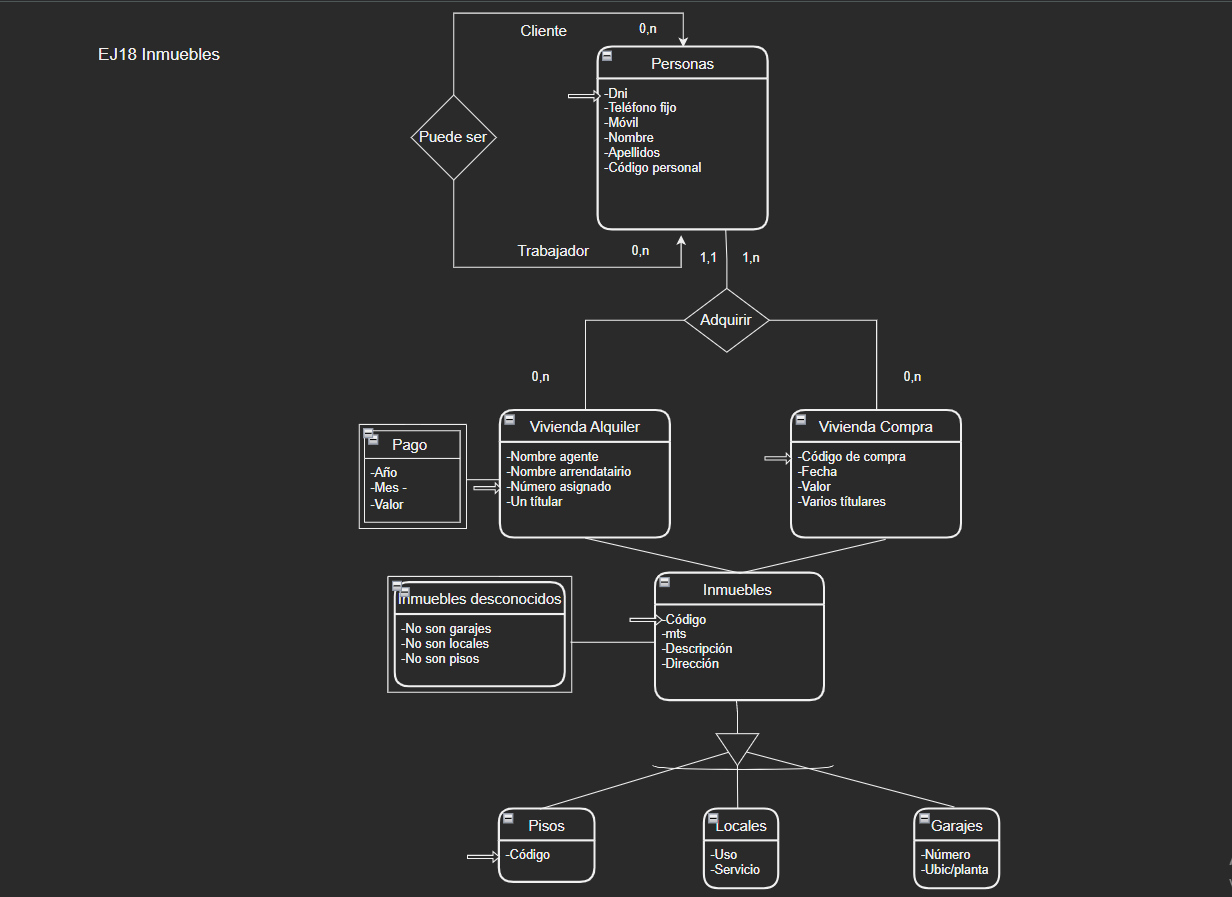 EJ18 Inmuebles
Cliente
0,n
Personas
-Dni
-Teléfono fijo
-Móvil
-Nombre
-Apellidos
-Código personal
Puede ser
Trabajador
0,n
1,1
1,n
Adquirir
0,n
0,n
Pago
-Año
-Mes -
-Valor
Vivienda Alquiler
-Nombre agente
-Nombre arrendatairio
-Número asignado
-Un títular
Vivienda Compra
-Código de compra
-Fecha
-Valor
-Varios títulares
Inmuebles desconocidos
-No son garajes
-No son locales
-No son pisos
Inmuebles
-Código
-mts
-Descripción
-Dirección
Pisos
-Código
Locales
-Uso
-Servicio
Garajes
-Número
-Ubic/planta